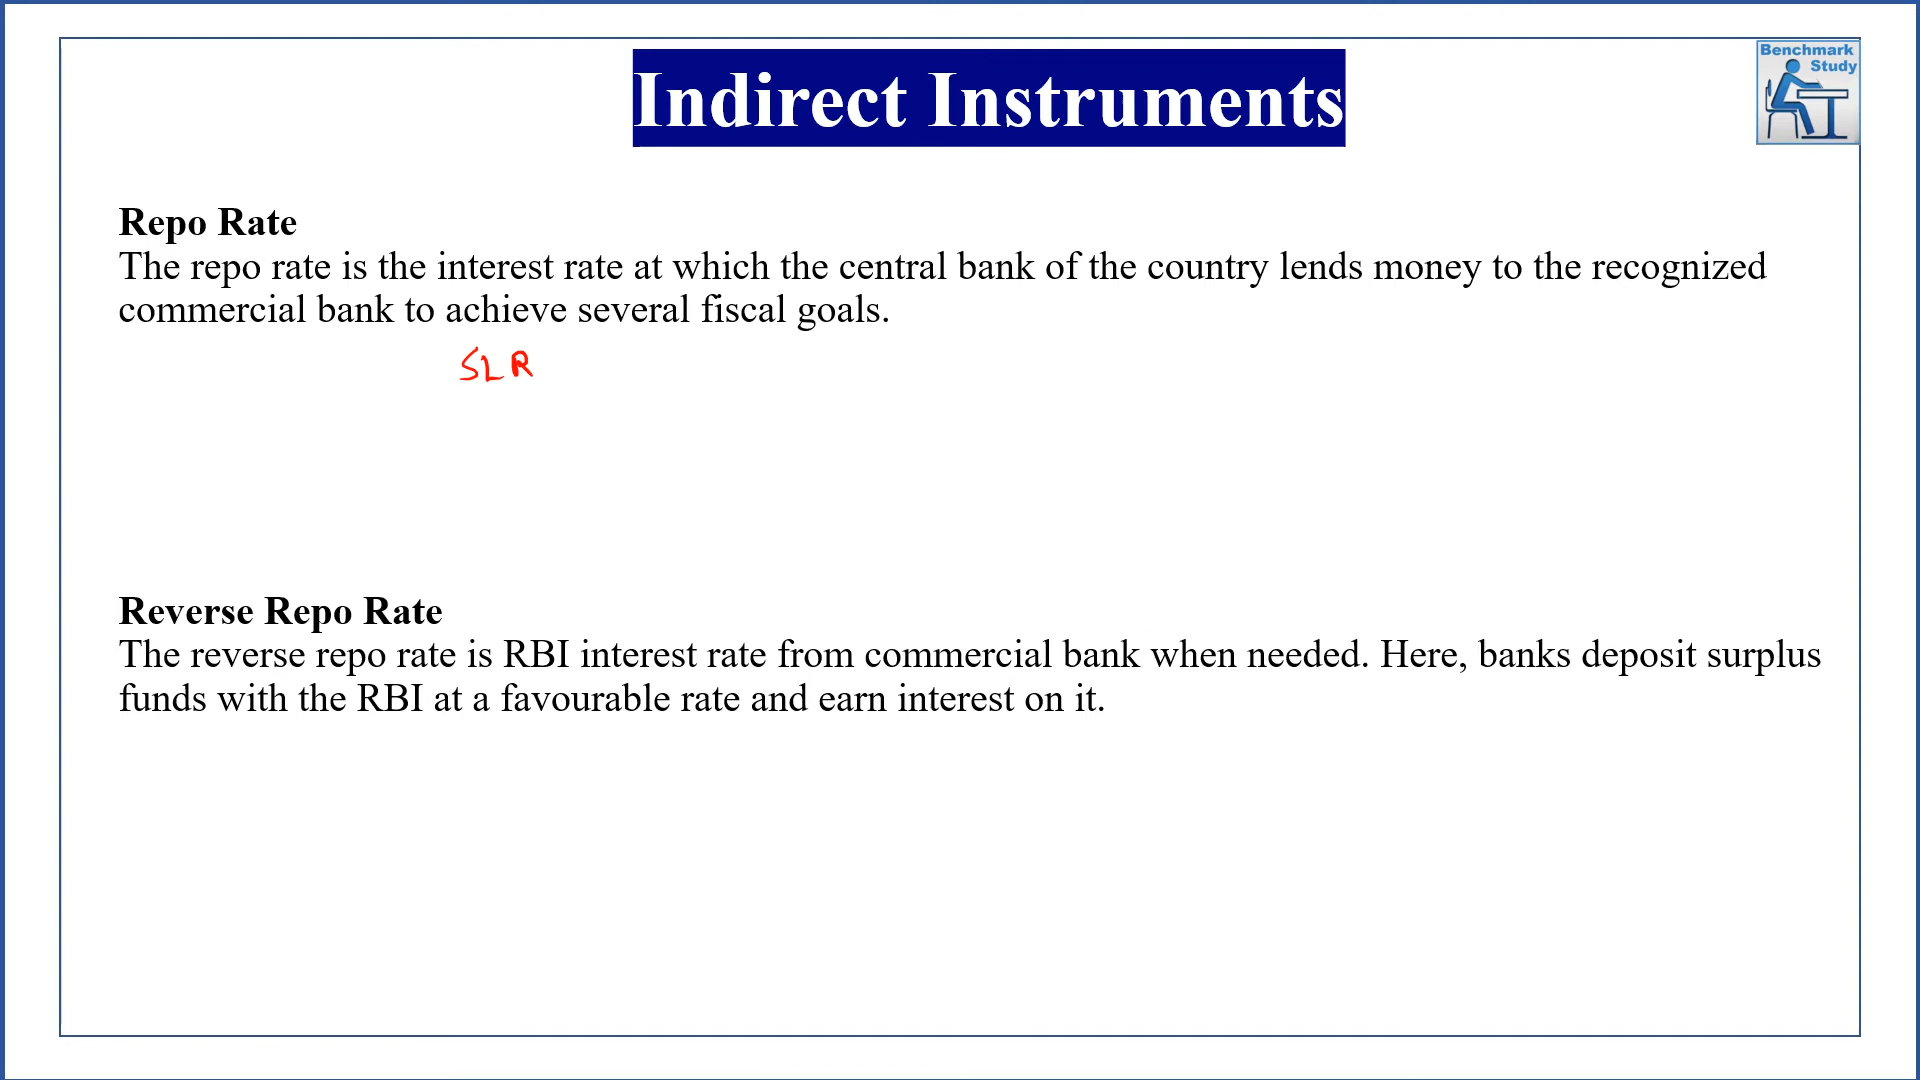 Indirect Instruments
Benchmark
Study
Repo Rate
The repo rate is the interest rate at which the central bank of the country lends money to the recognized
commercial bank to achieve several fiscal goals.
SLR
Reverse Repo Rate
The reverse repo rate is RBI interest rate from commercial bank when needed. Here, banks deposit surplus
funds with the RBI at a favourable rate and earn interest on it.